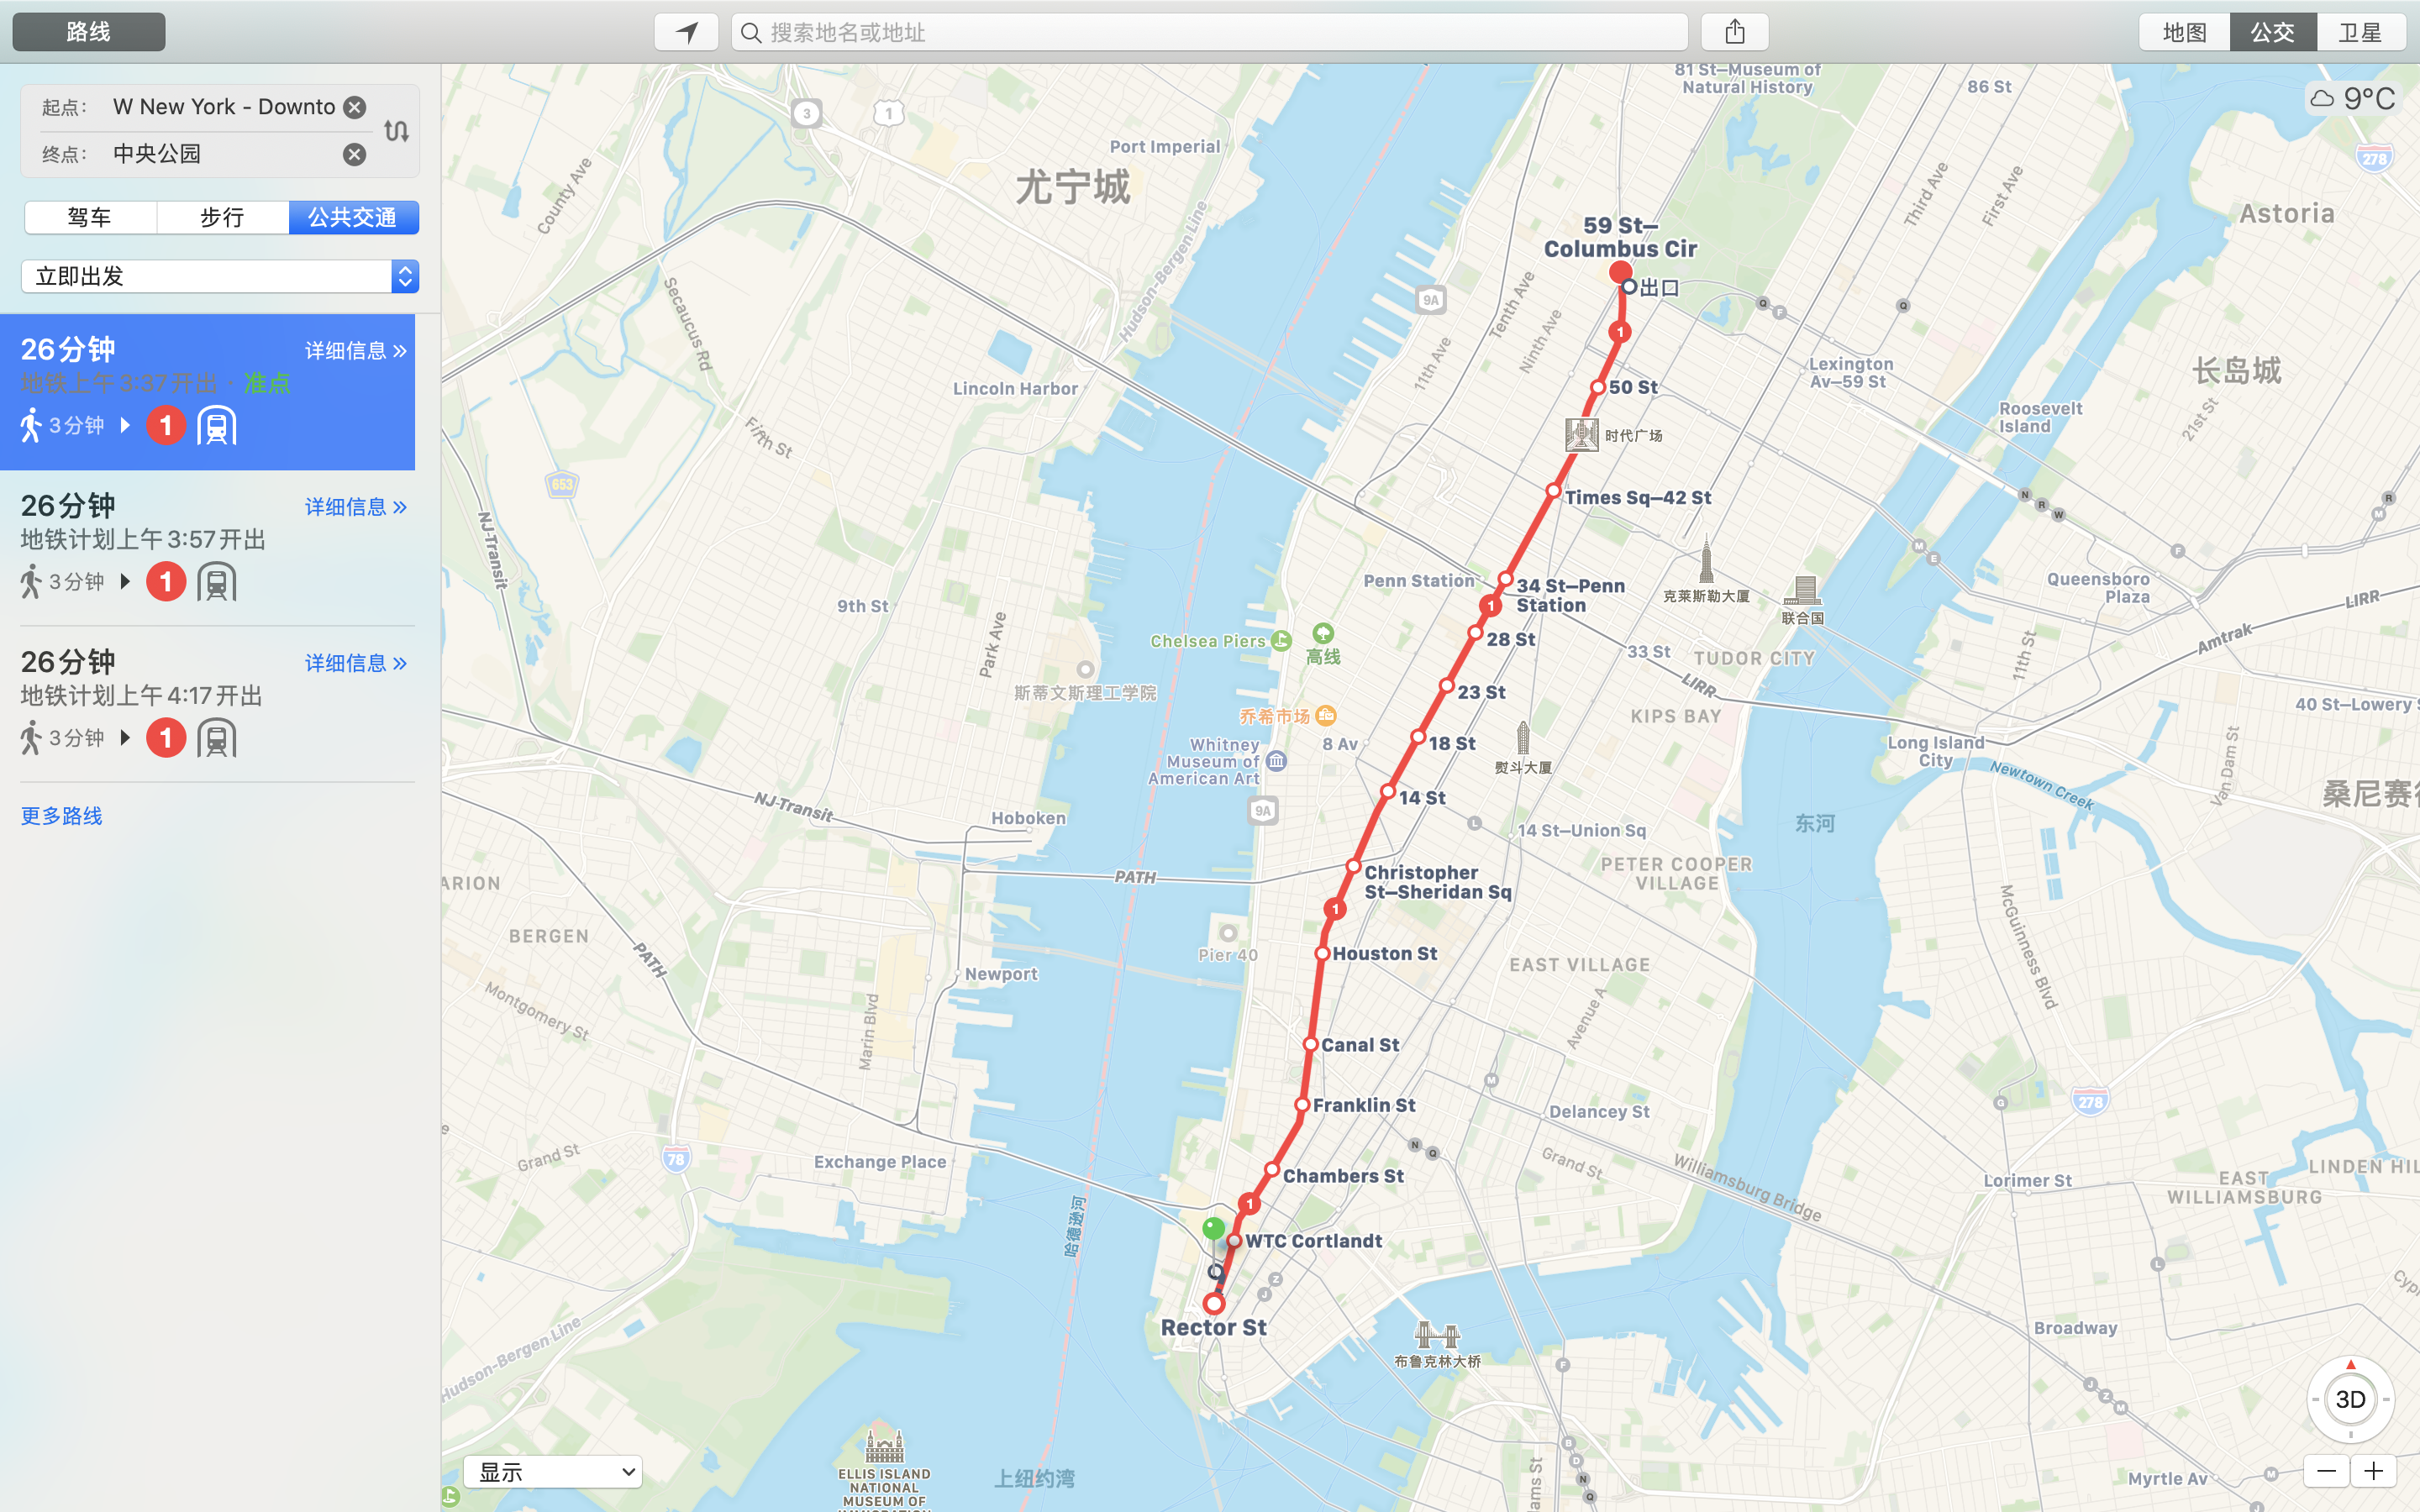 路线
搜索地名或地址
地图
公交
卫星
起点：
W New York - Downto
终点：
中央公园
驾车
步行
公共交通
立即出发
26分钟
详细信息
地铁上午3:37开出 · 准点
3分钟
1
26分钟
详细信息
地铁计划上午3:57开出
3分钟
1
26分钟
详细信息
地铁计划上午4:17开出
3分钟
1
更多路线
9°C
81 St—Museum of
Natural History
86 St
3
1
278
Port Imperial
尤宁城
County Ave
Hudson-Bergen Line
Third Ave
First Ave
Astoria
59 St—
Columbus Cir
出口
9A
Tenth Ave
Ninth Ave
11th Ave
Secaucus Rd
Q
F
Q
1
Lexington
Av—59 St
长岛城
Lincoln Harbor
50 St
Roosevelt
Island
21st St
Fifth St
时代广场
653
Times Sq—42 St
N
R
W
R
M
NJ-Transit
M
E
F
Penn Station
34 St—Penn
Station
1
克莱斯勒大厦
联合国
Queensboro
Plaza
LIRR
9th St
Park Ave
Chelsea Piers
高线
28 St
33 St
TUDOR CITY
Amtrak
11th St
LIRR
斯蒂文斯理工学院
23 St
乔希市场
KIPS BAY
40 St—Lowery S
Whitney
Museum of
American Art
8 Av
18 St
熨斗大厦
Long Island
City
Newtown Creek
Van Dam St
桑尼赛德
NJ-Transit
9A
14 St
Hoboken
L
14 St—Union Sq
东河
PATH
Christopher
St—Sheridan Sq
PETER COOPER
VILLAGE
ARION
1
BERGEN
PATH
Pier 40
Houston St
EAST VILLAGE
McGuinness Blvd
Newport
Montgomery St
Marin Blvd
Avenue A
Canal St
M
Franklin St
Delancey St
G
278
N
Q
Grand St
78
Exchange Place
Chambers St
Grand St
Williamsburg Bridge
Lorimer St
EAST
WILLIAMSBURG
LINDEN HIL
1
哈德逊河
WTC Cortlandt
Z
J
L
Cyp
Rector St
布鲁克林大桥
F
Broadway
Hudson-Bergen Line
J
Z
M
3D
ELLIS ISLAND
NATIONAL
MUSEUM OF
上纽约湾
B
D
N
Q
ams St
Myrtle Av
M
J
显示